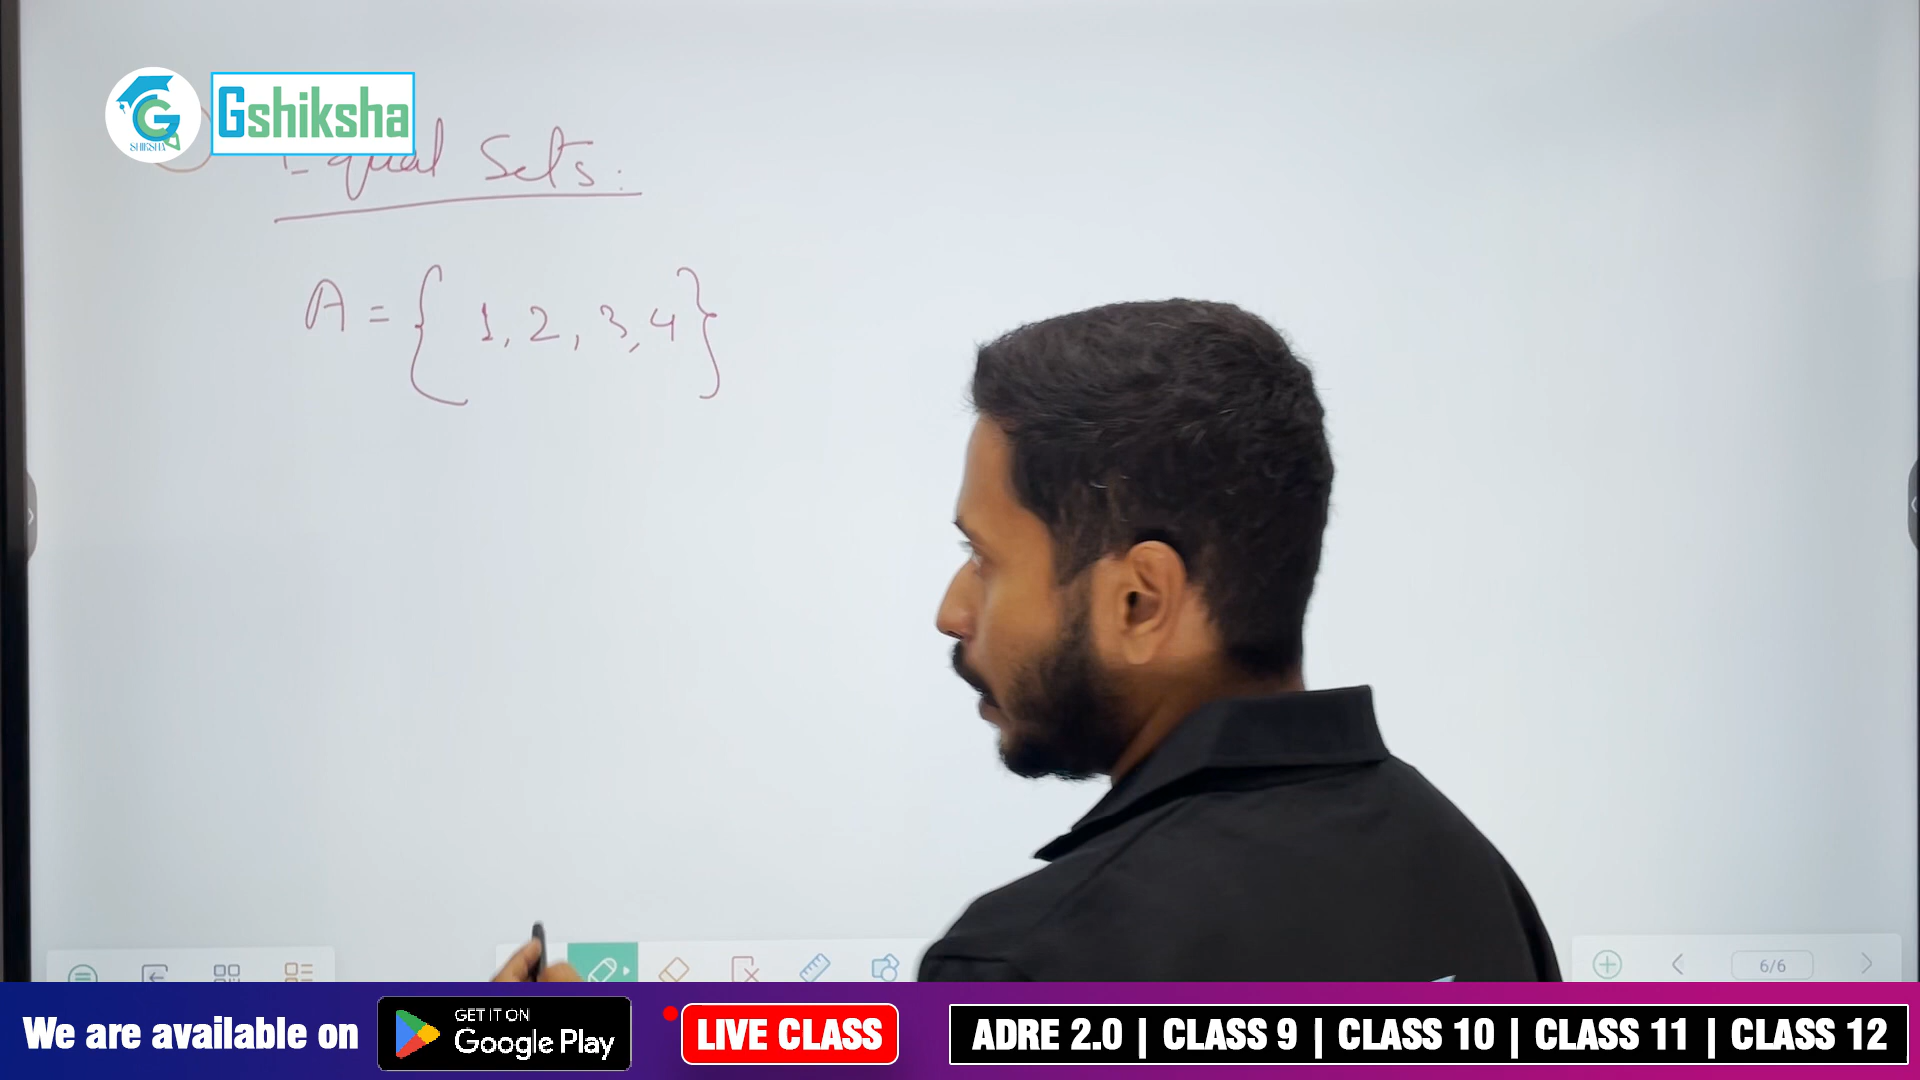 Gshiksha
SHIKSHA
Equal Sets:
A = { 1, 2, 3, 4 }
6/6
We are available on
GET IT ON
Google Play
LIVE CLASS
ADRE 2.0 | CLASS 9 | CLASS 10 | CLASS 11 | CLASS 12